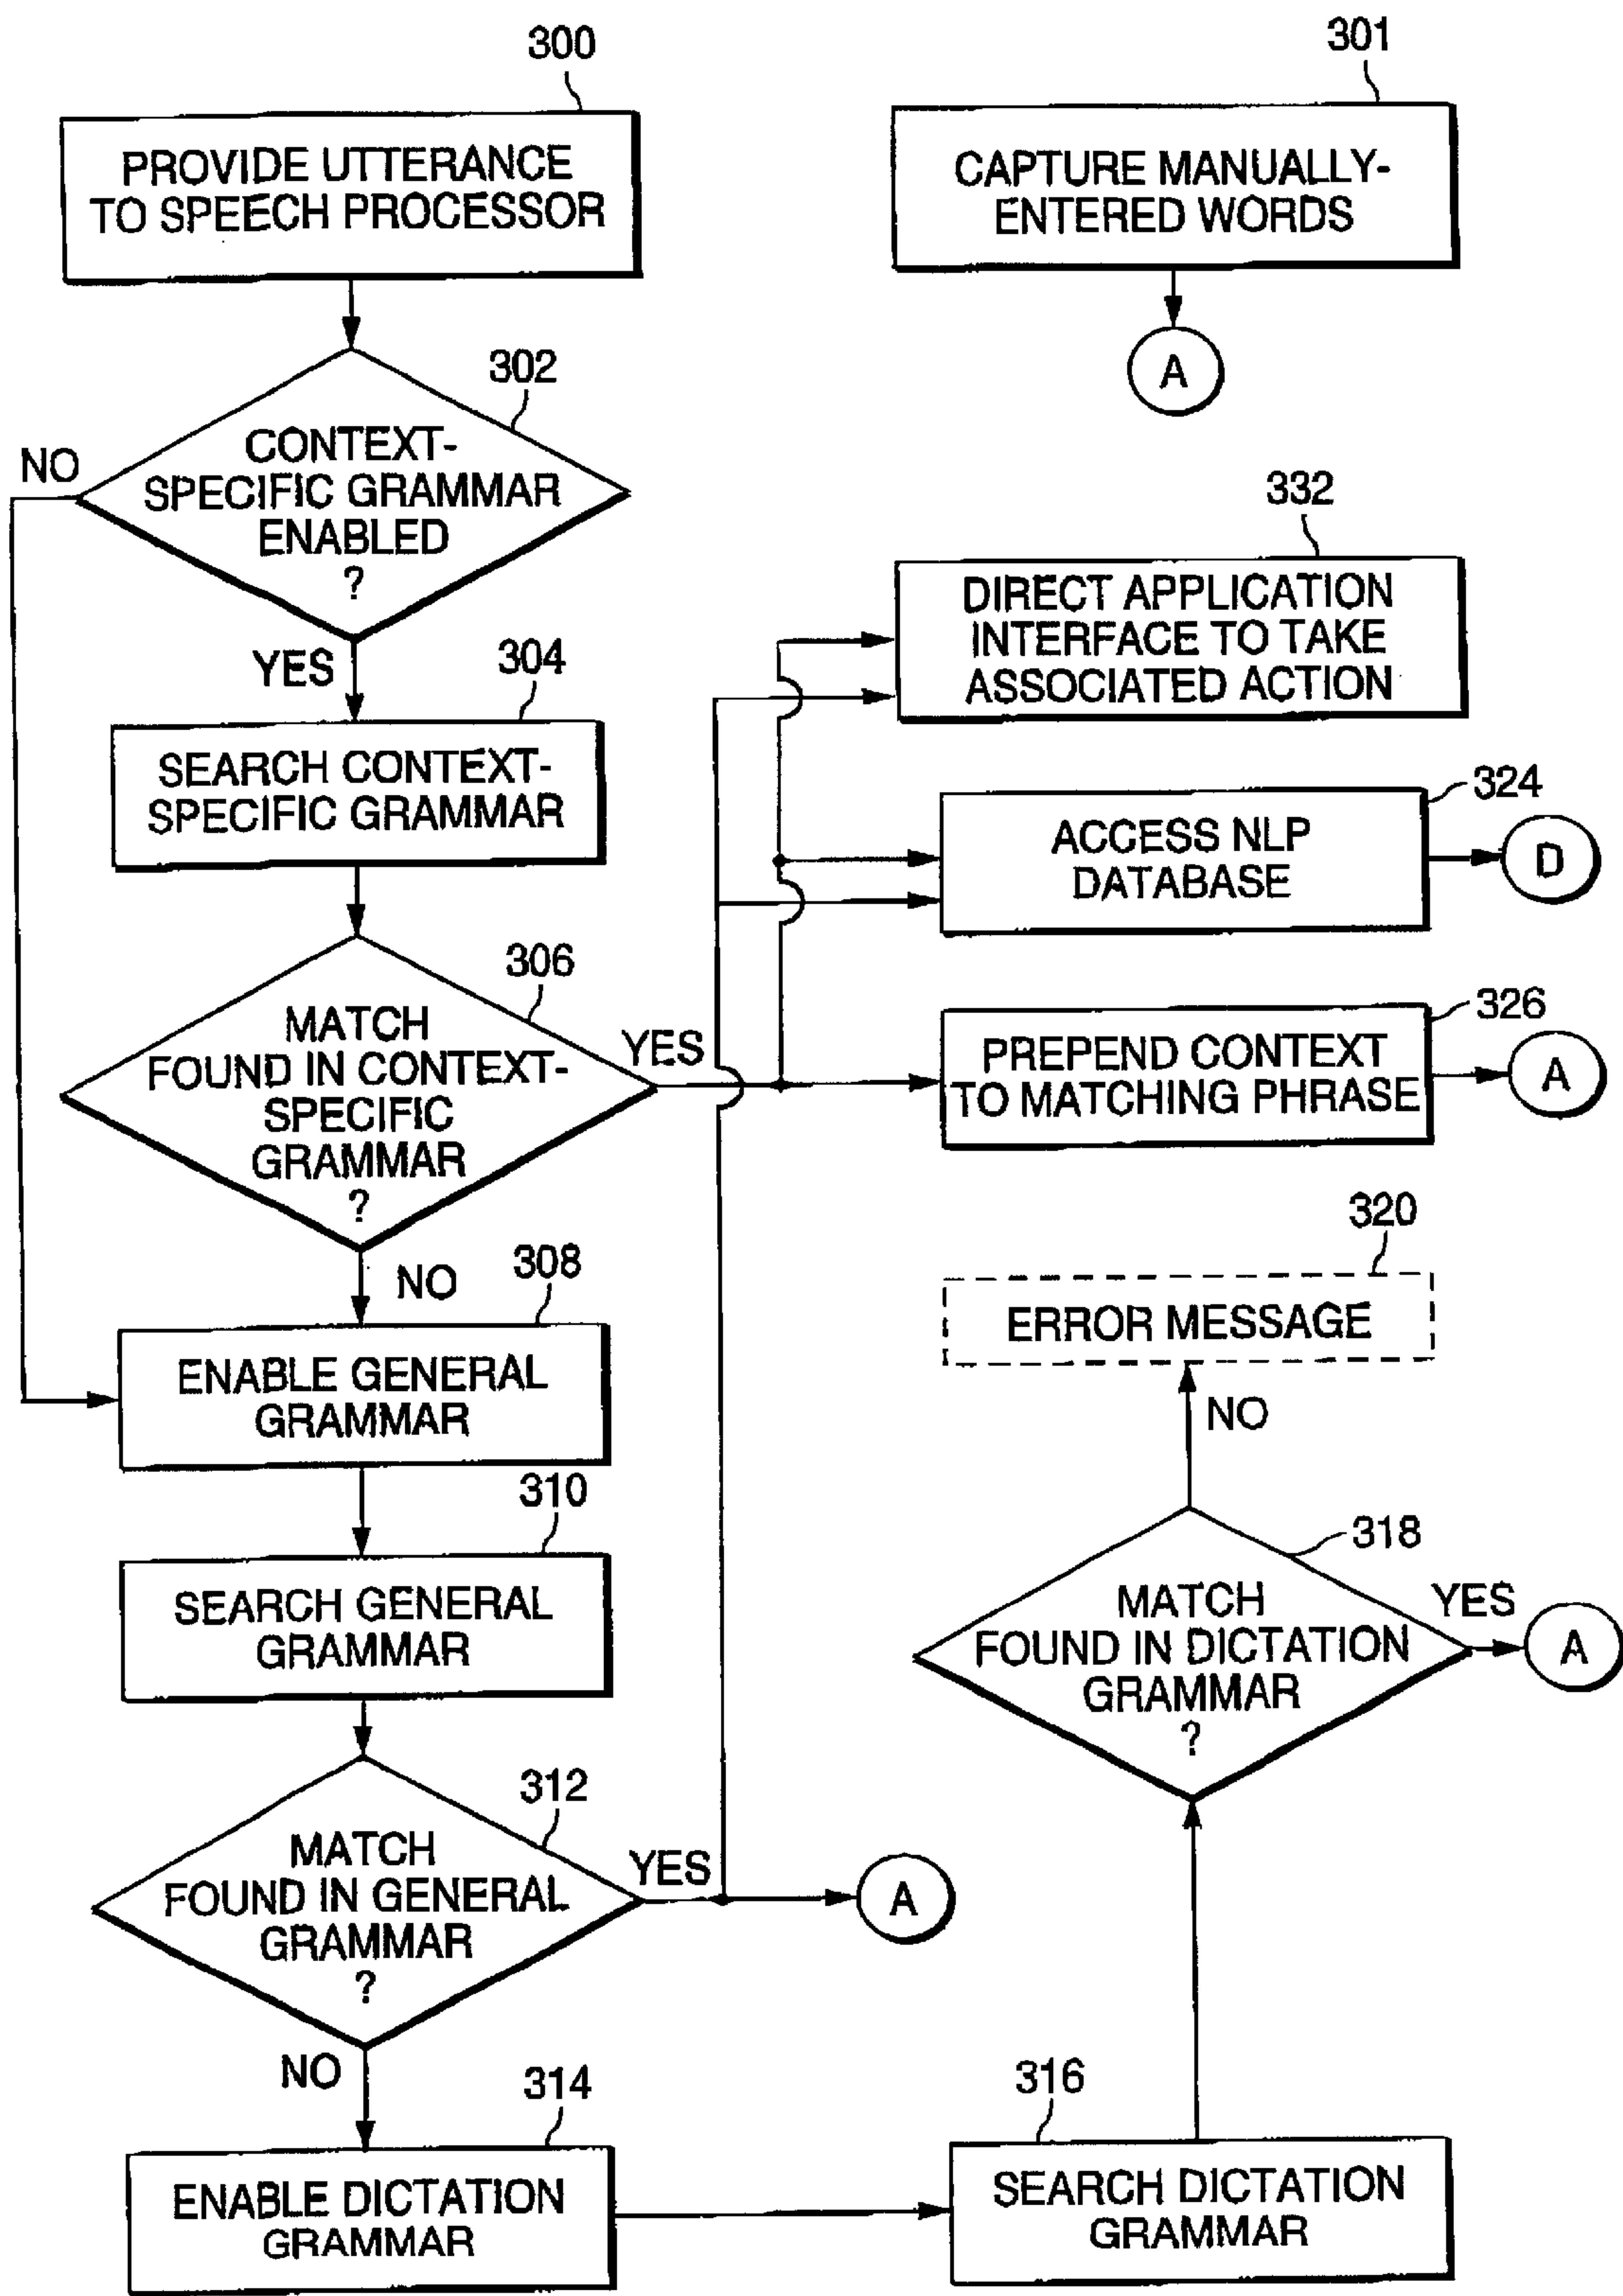 300
PROVIDE UTTERANCE
TO SPEECH PROCESSOR
301
CAPTURE MANUALLY-
ENTERED WORDS
A
302
CONTEXT-
SPECIFIC GRAMMAR
ENABLED
?
NO
YES
304
SEARCH CONTEXT-
SPECIFIC GRAMMAR
332
DIRECT APPLICATION
INTERFACE TO TAKE
ASSOCIATED ACTION
324
ACCESS NLP
DATABASE
D
306
MATCH
FOUND IN CONTEXT-
SPECIFIC
GRAMMAR
?
YES
326
PREPEND CONTEXT
TO MATCHING PHRASE
A
NO
308
ENABLE GENERAL
GRAMMAR
320
ERROR MESSAGE
NO
310
SEARCH GENERAL
GRAMMAR
318
MATCH
FOUND IN DICTATION
GRAMMAR
?
YES
A
312
MATCH
FOUND IN GENERAL
GRAMMAR
?
YES
A
NO
314
ENABLE DICTATION
GRAMMAR
316
SEARCH DICTATION
GRAMMAR